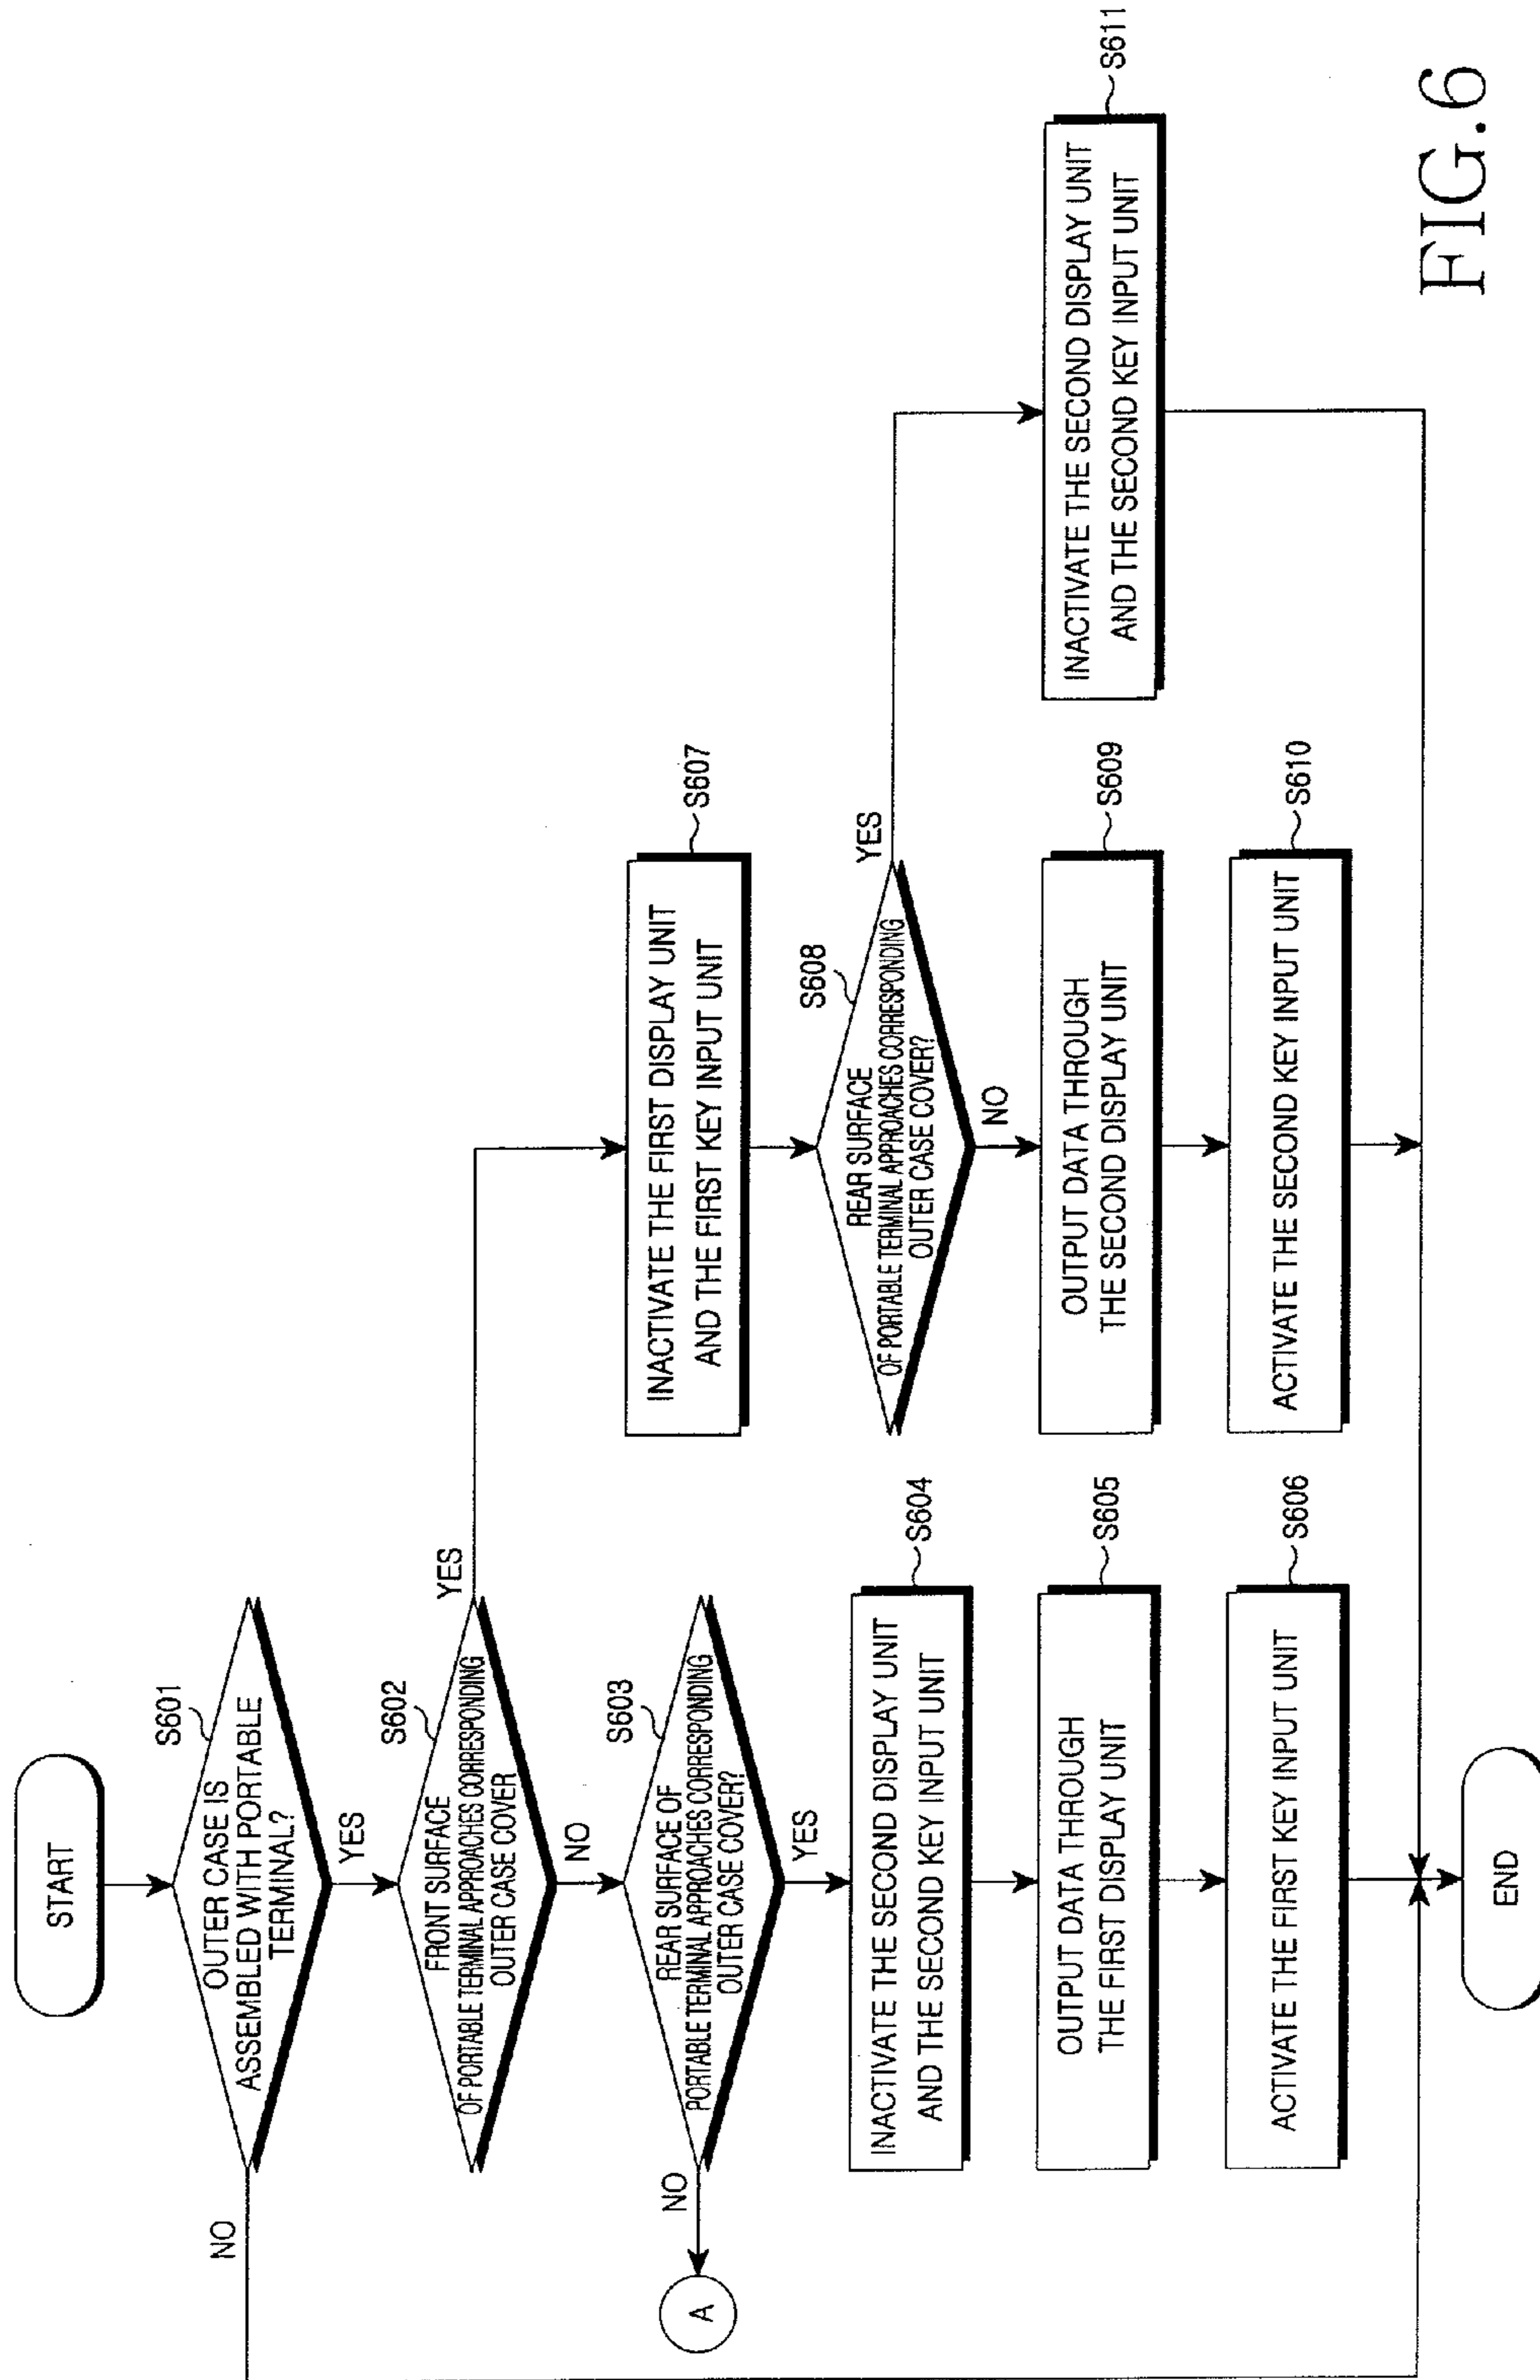 START
OUTER CASE IS
ASSEMBLED WITH PORTABLE
TERMINAL?
S601
NO
YES
FRONT SURFACE
OF PORTABLE TERMINAL APPROACHES CORRESPONDING
OUTER CASE COVER
S602
YES
NO
REAR SURFACE OF
PORTABLE TERMINAL APPROACHES CORRESPONDING
OUTER CASE COVER?
S603
NO
A
YES
INACTIVATE THE SECOND DISPLAY UNIT
AND THE SECOND KEY INPUT UNIT
S604
OUTPUT DATA THROUGH
THE FIRST DISPLAY UNIT
S605
ACTIVATE THE FIRST KEY INPUT UNIT
S606
END
INACTIVATE THE FIRST DISPLAY UNIT
AND THE FIRST KEY INPUT UNIT
S607
REAR SURFACE
OF PORTABLE TERMINAL APPROACHES CORRESPONDING
OUTER CASE COVER?
S608
YES
NO
OUTPUT DATA THROUGH
THE SECOND DISPLAY UNIT
S609
ACTIVATE THE SECOND KEY INPUT UNIT
S610
INACTIVATE THE SECOND DISPLAY UNIT
AND THE SECOND KEY INPUT UNIT
S611
FIG.6